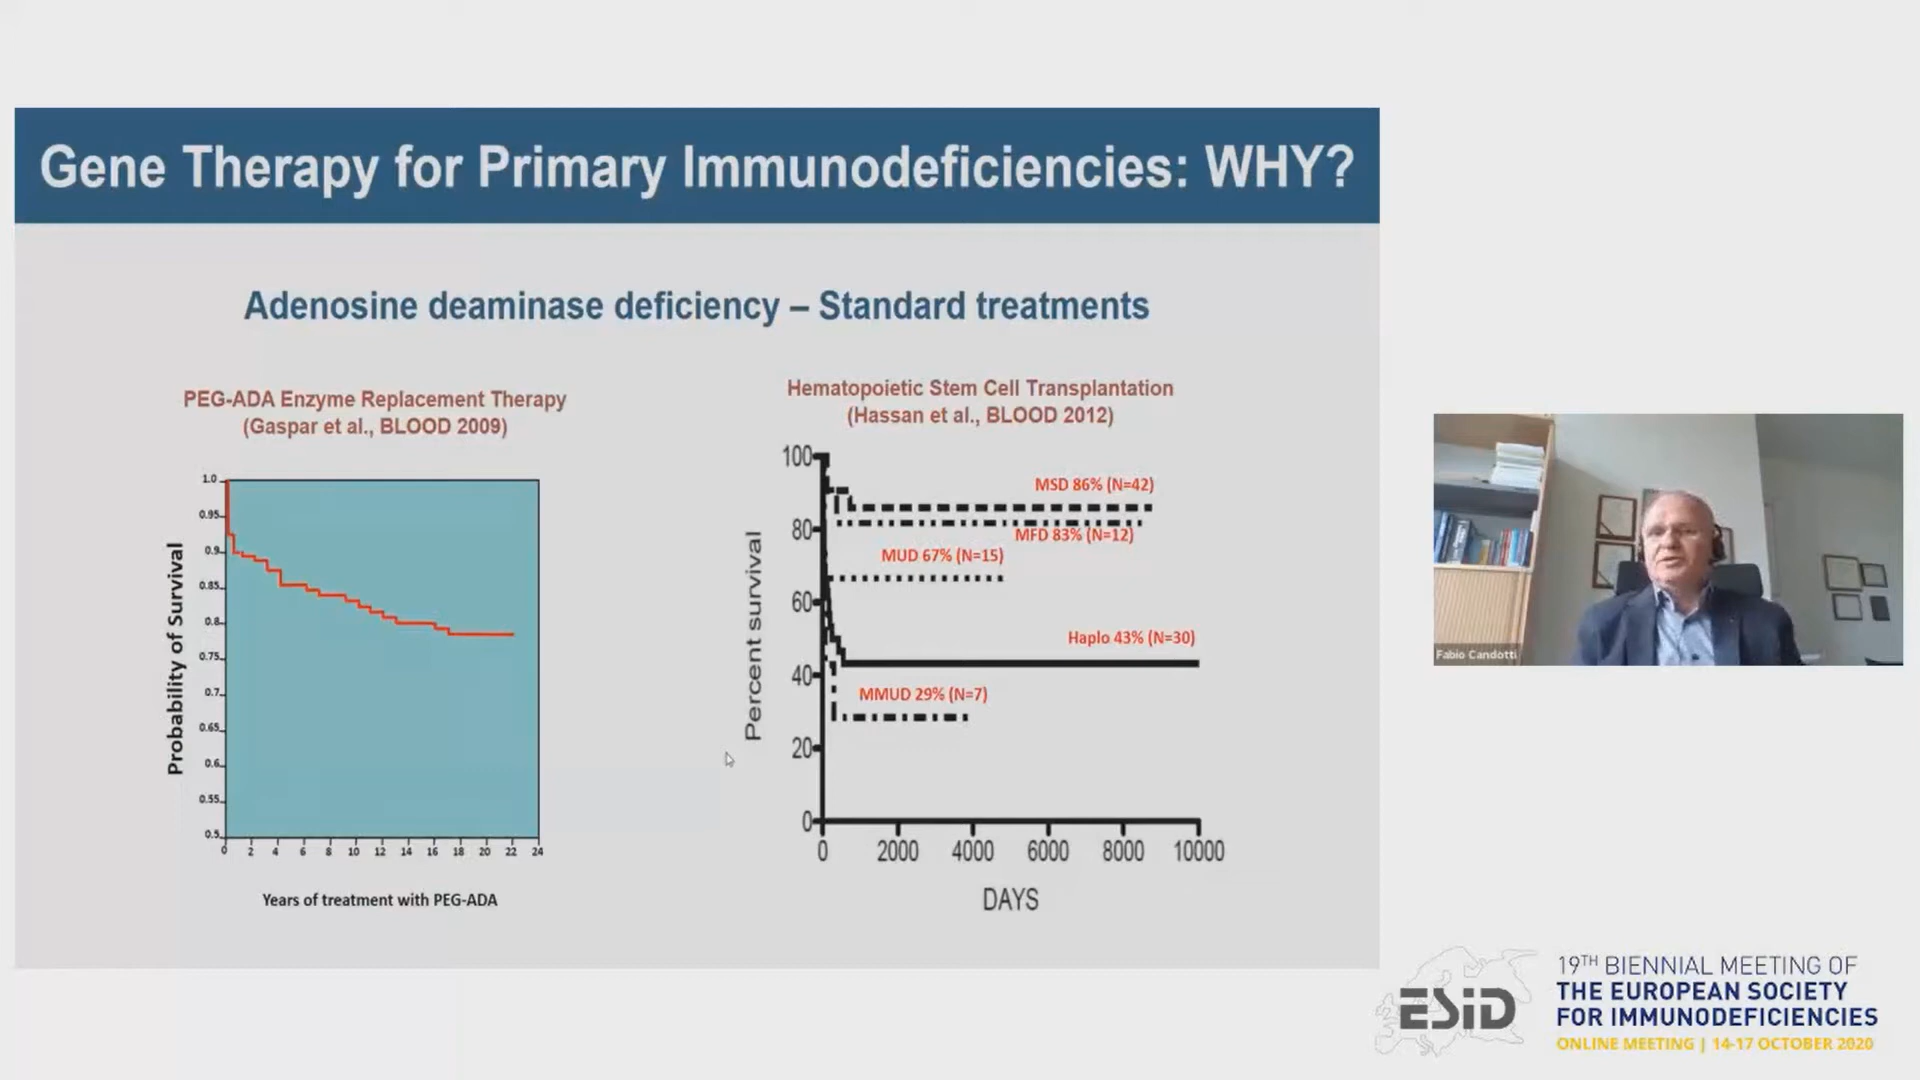 Gene Therapy for Primary Immunodeficiencies: WHY?
Adenosine deaminase deficiency – Standard treatments
PEG-ADA Enzyme Replacement Therapy
(Gaspar et al., BLOOD 2009)
Probability of Survival
1.0
0.95
0.9
0.85
0.8
0.75
0.7
0.65
0.6
0.55
0.5
0 2 4 6 8 10 12 14 16 18 20 22 24
Years of treatment with PEG-ADA
Hematopoietic Stem Cell Transplantation
(Hassan et al., BLOOD 2012)
Percent survival
100
80
60
40
20
0
MSD 86% (N=42)
MFD 83% (N=12)
MUD 67% (N=15)
Haplo 43% (N=30)
MMUD 29% (N=7)
0 2000 4000 6000 8000 10000
DAYS
Fabio Candotti
ESiD
19TH BIENNIAL MEETING OF
THE EUROPEAN SOCIETY
FOR IMMUNODEFICIENCIES
ONLINE MEETING | 14-17 OCTOBER 2020